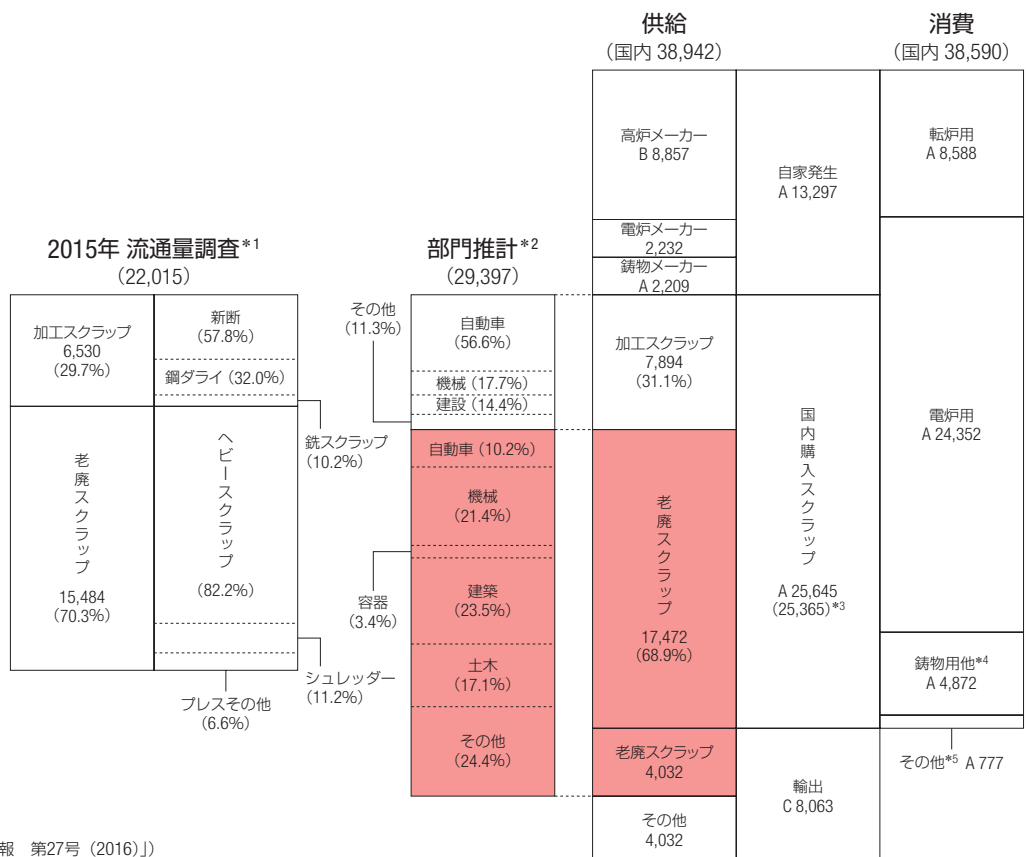 供給
（国内 38,942）
消費
（国内 38,590）
高炉メーカー
B 8,857
電炉メーカー
2,232
鋳物メーカー
A 2,209
自家発生
A 13,297
転炉用
A 8,588
2015年 流通量調査*1
（22,015）
部門推計*2
（29,397）
加工スクラップ
6,530
(29.7%)
新断
(57.8%)
鋼ダライ (32.0%)
銑スクラップ
(10.2%)
老廃スクラップ
15,484
(70.3%)
ヘビースクラップ
(82.2%)
シュレッダー
(11.2%)
プレスその他
(6.6%)
その他
(11.3%)
自動車
(56.6%)
機械 (17.7%)
建設 (14.4%)
自動車 (10.2%)
機械
(21.4%)
容器
(3.4%)
建築
(23.5%)
土木
(17.1%)
その他
(24.4%)
加工スクラップ
7,894
(31.1%)
老廃スクラップ
17,472
(68.9%)
老廃スクラップ
4,032
その他
4,032
国内購入スクラップ
A 25,645
(25,365)*3
輸出
C 8,063
電炉用
A 24,352
鋳物用他*4
A 4,872
その他*5 A 777
報　第27号（2016）｣）